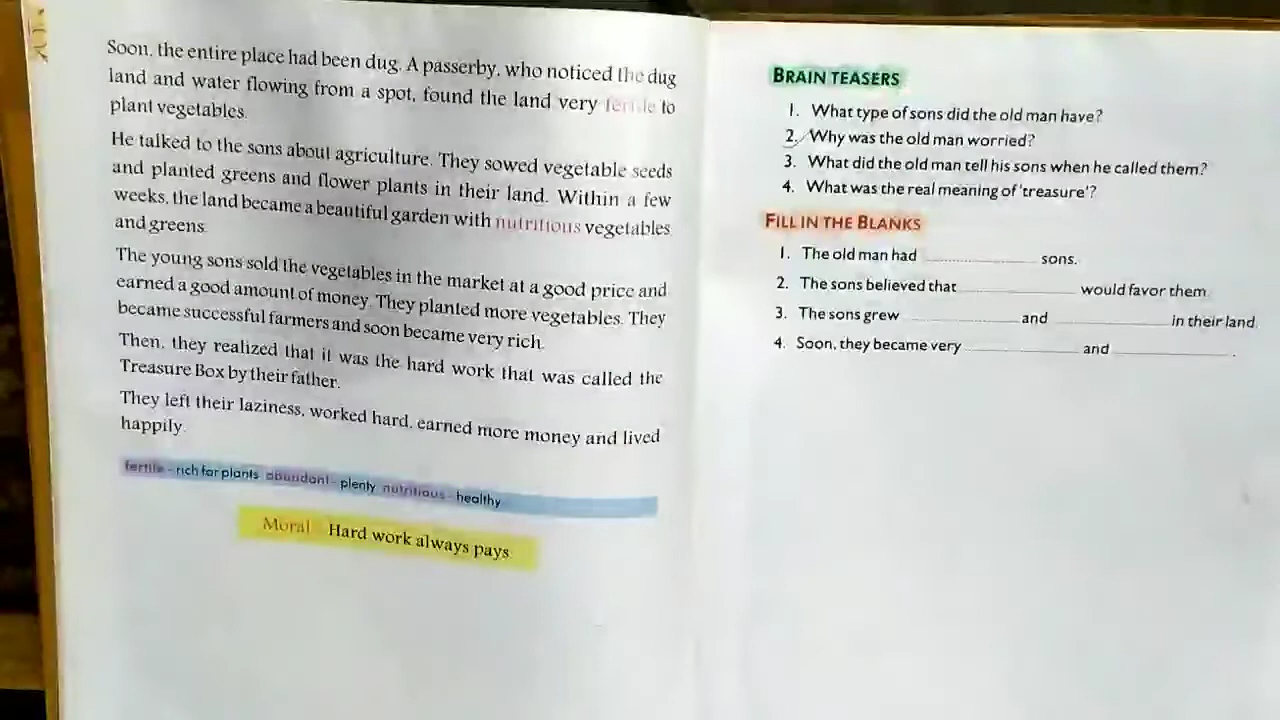 Soon, the entire place had been dug. A passerby, who noticed the dug
land and water flowing from a spot, found the land very fertile to
plant vegetables.
He talked to the sons about agriculture. They sowed vegetable seeds
and planted greens and flower plants in their land. Within a few
weeks, the land became a beautiful garden with nutritious vegetables
and greens.
The young sons sold the vegetables in the market at a good price and
earned a good amount of money. They planted more vegetables. They
became successful farmers and soon became very rich.
Then, they realized that it was the hard work that was called the
Treasure Box by their father.
They left their laziness, worked hard, earned more money and lived
happily.
fertile - rich for plants abundant - plenty nutritious - healthy
Moral Hard work always pays
BRAIN TEASERS
1. What type of sons did the old man have?
2. Why was the old man worried?
3. What did the old man tell his sons when he called them?
4. What was the real meaning of 'treasure'?
FILL IN THE BLANKS
1. The old man had ............ sons.
2. The sons believed that ............ would favor them.
3. The sons grew ............ and ............ in their land.
4. Soon, they became very ............ and ............ .